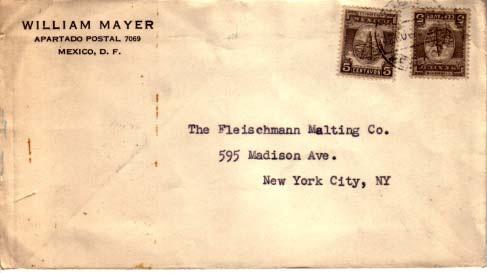 WILLIAM MAYER
APARTADO POSTAL 7069
MEXICO, D. F.
MEXICO
5 CENTAVOS 5
The Fleischmann Malting Co.
595 Madison Ave.
New York City, NY